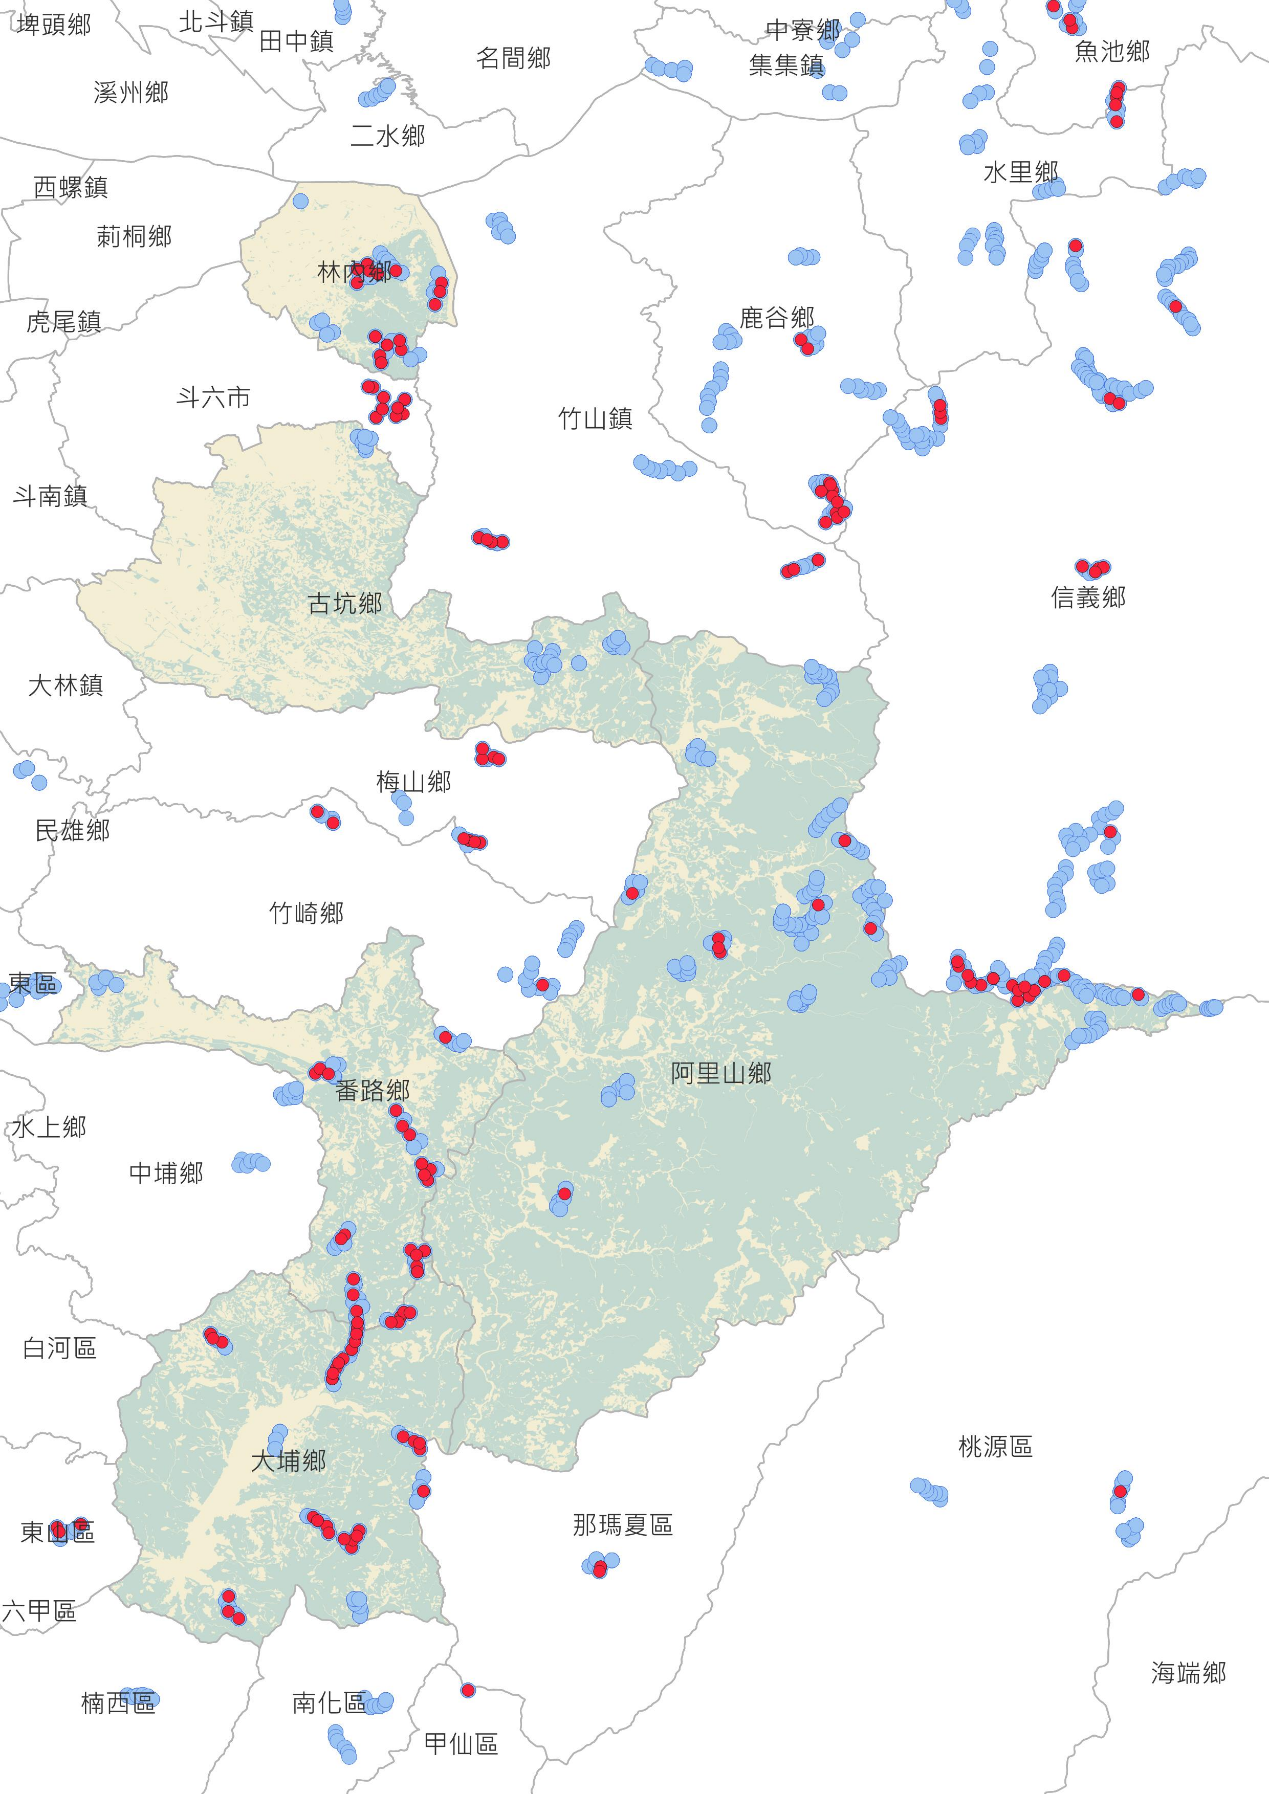 埤頭鄉
北斗鎮
田中鎮
名間鄉
中寮鄉
集集鎮
魚池鄉
溪州鄉
二水鄉
水里鄉
西螺鎮
莿桐鄉
林內鄉
虎尾鎮
鹿谷鄉
斗六市
竹山鎮
斗南鎮
古坑鄉
信義鄉
大林鎮
梅山鄉
民雄鄉
竹崎鄉
東區
阿里山鄉
番路鄉
水上鄉
中埔鄉
白河區
大埔鄉
桃源區
東山區
那瑪夏區
六甲區
海端鄉
楠西區
南化區
甲仙區